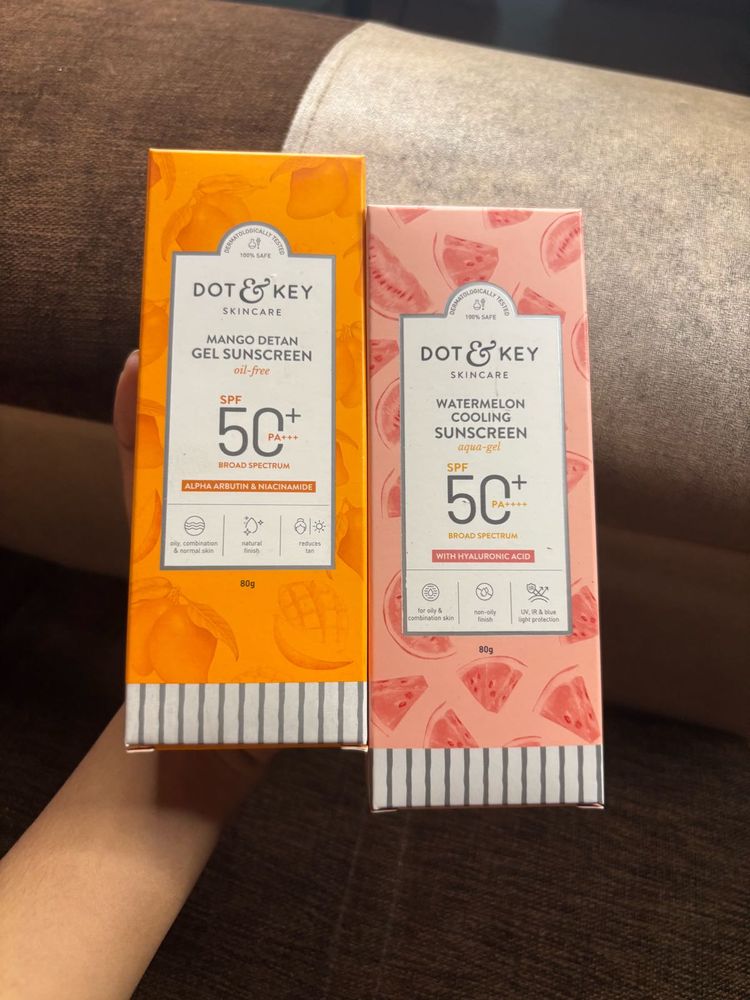 DERMATOLOGICALLY TESTED
100% SAFE
DOT & KEY
SKINCARE
MANGO DETAN
GEL SUNSCREEN
oil-free
SPF
50+
PA+++
BROAD SPECTRUM
ALPHA ARBUTIN & NIACINAMIDE
oily, combination
& normal skin
natural
finish
reduces
tan
80g
DERMATOLOGICALLY TESTED
100% SAFE
DOT & KEY
SKINCARE
WATERMELON
COOLING
SUNSCREEN
aqua-gel
SPF
50+
PA++++
BROAD SPECTRUM
WITH HYALURONIC ACID
for oily &
combination skin
non-oily
finish
UV, IR & blue
light protection
80g